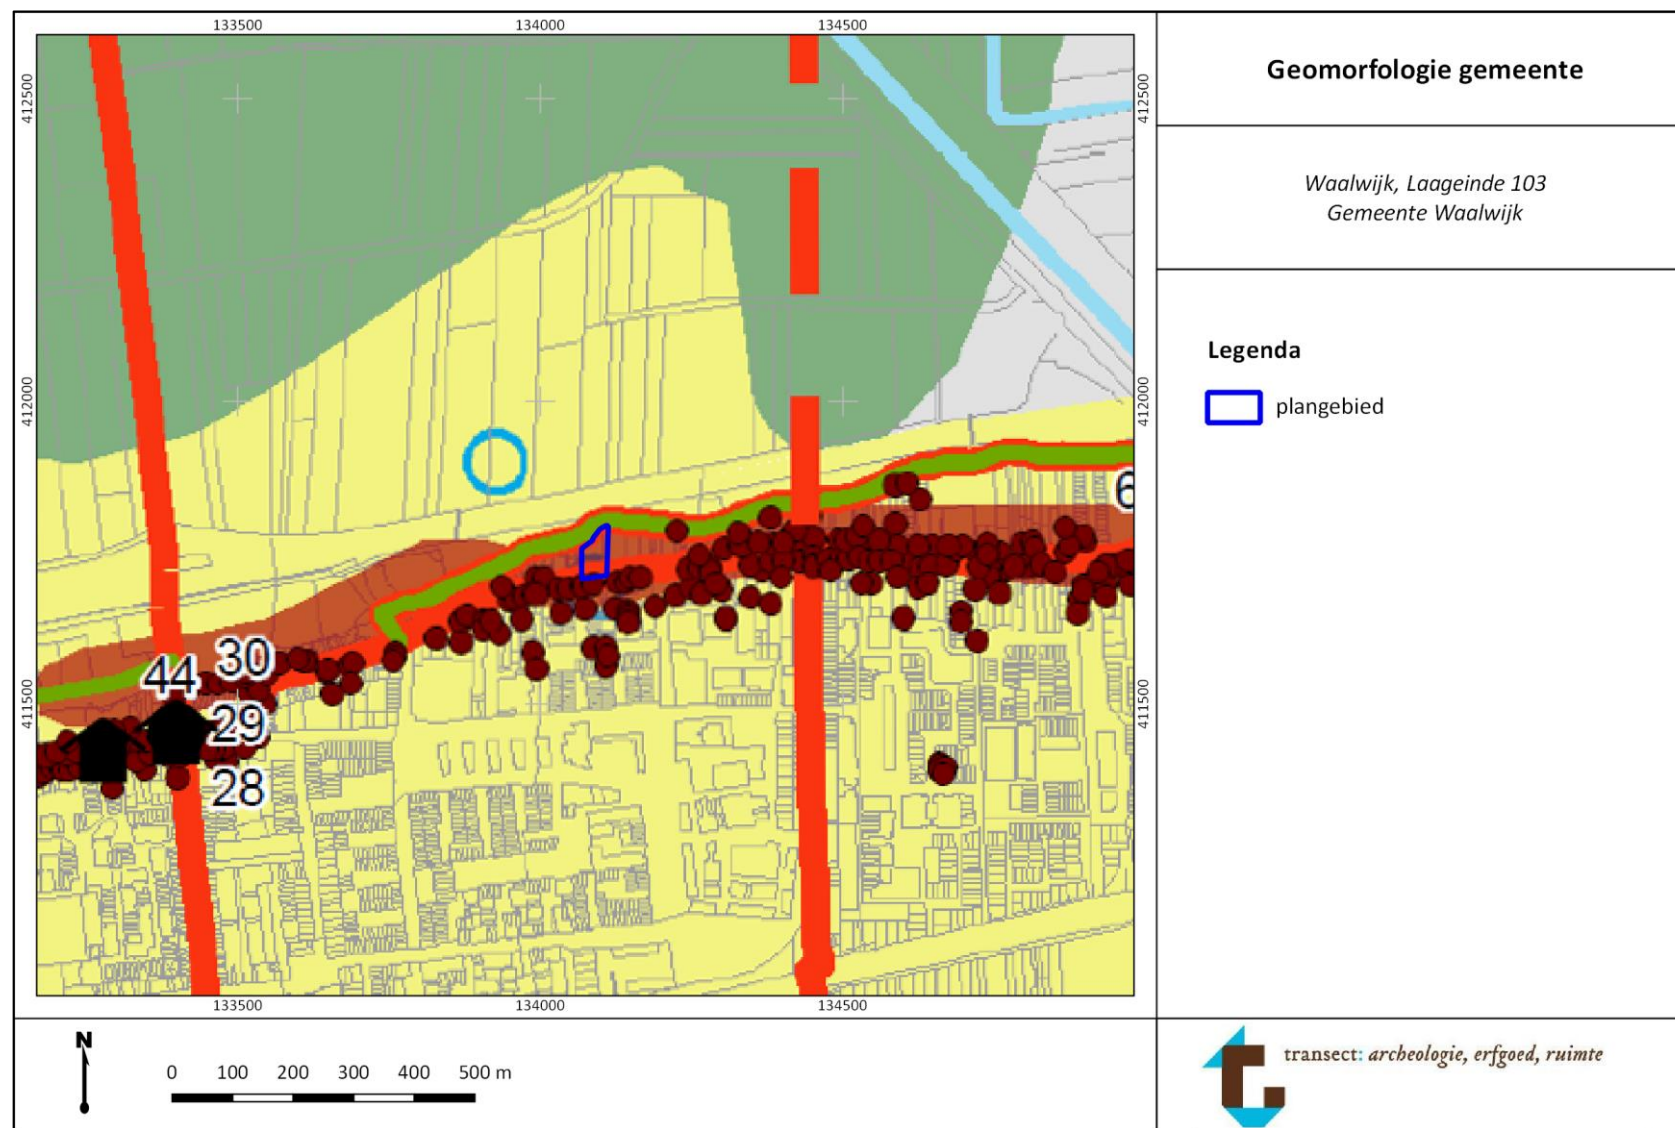 133500 134000 134500
412500 412500
412000 412000
411500 411500
6
30
44
29
28
133500 134000 134500
Geomorfologie gemeente
Waalwijk, Laageinde 103
Gemeente Waalwijk
Legenda
plangebied
N
0 100 200 300 400 500 m
transect: archeologie, erfgoed, ruimte